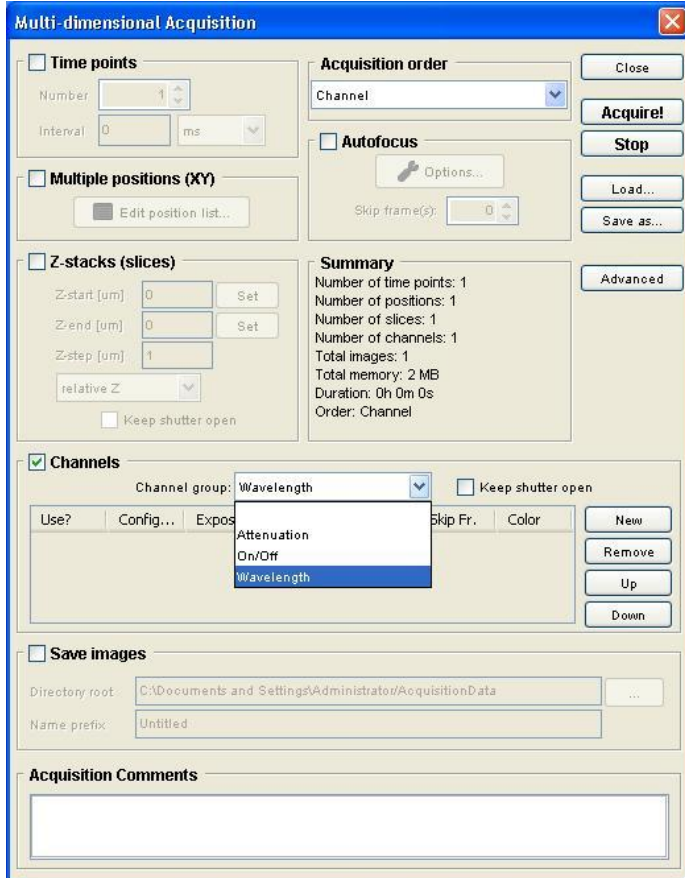 Multi-dimensional Acquisition
Time points
Number 1
Interval 0 ms
Multiple positions (XY)
Edit position list...
Z-stacks (slices)
Z-start [um] 0 Set
Z-end [um] 0 Set
Z-step [um] 1
relative Z
Keep shutter open
Acquisition order
Channel
Autofocus
Options...
Skip frame(s): 0
Summary
Number of time points: 1
Number of positions: 1
Number of slices: 1
Number of channels: 1
Total images: 1
Total memory: 2 MB
Duration: 0h 0m 0s
Order: Channel
Close
Acquire!
Stop
Load...
Save as...
Advanced
Channels
Channel group: Wavelength Keep shutter open
Use? Config... Expos Skip Fr. Color
Attenuation
On/Off
Wavelength
New
Remove
Up
Down
Save images
Directory root C:\Documents and Settings\Administrator/AcquisitionData ...
Name prefix Untitled
Acquisition Comments